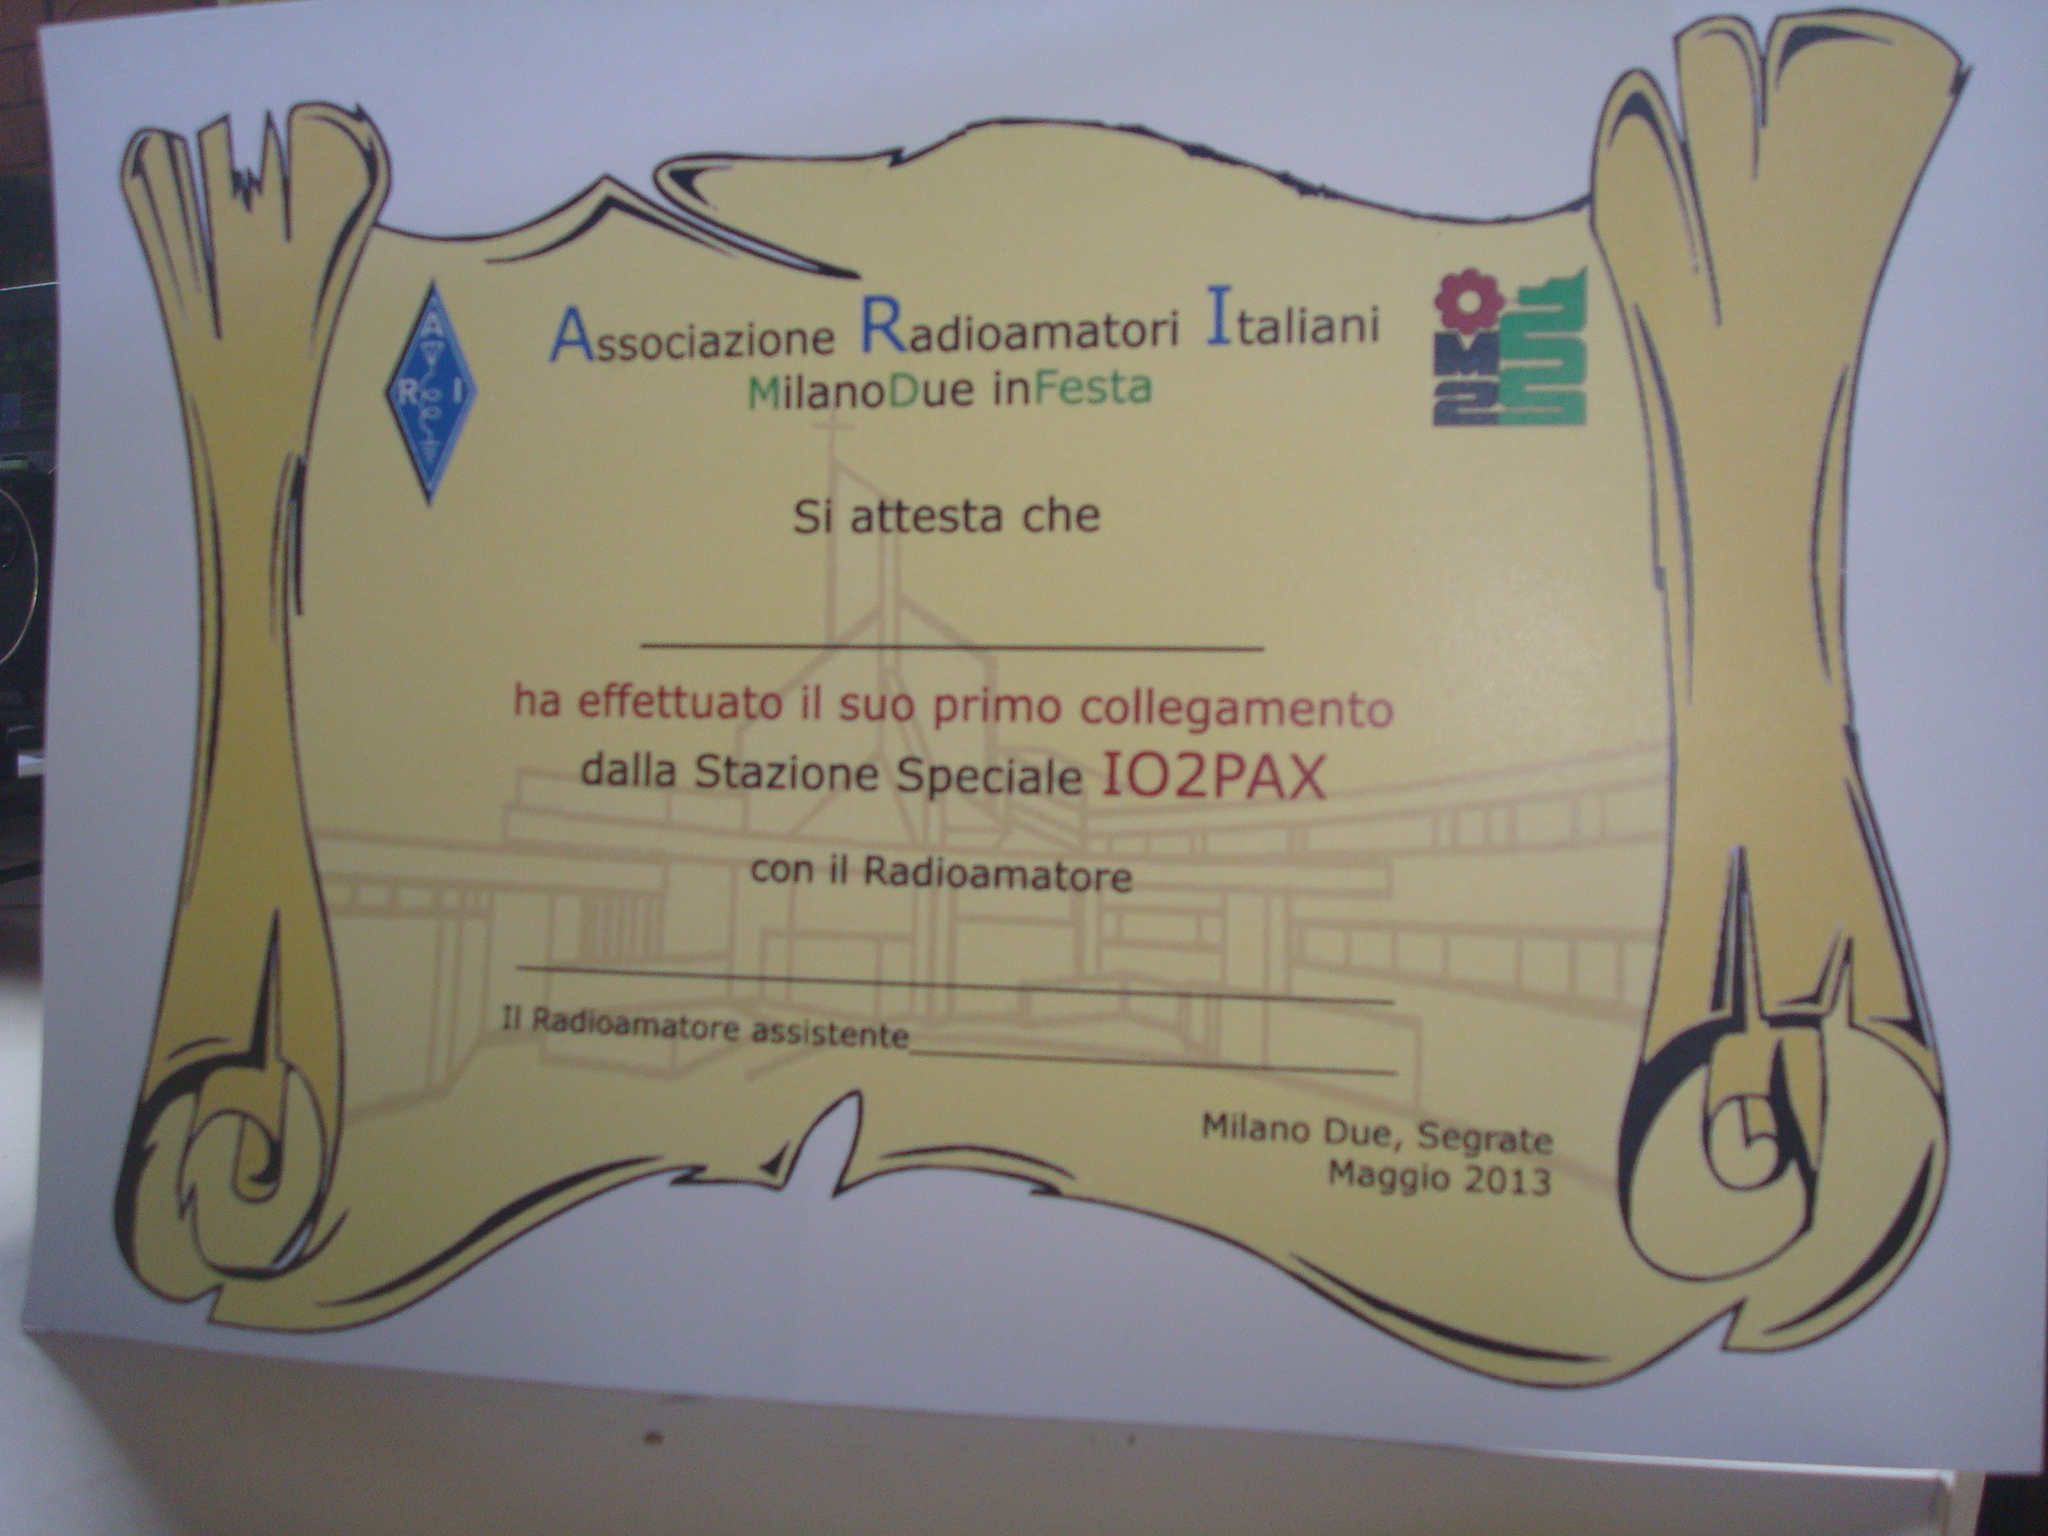 A
R I
Associazione Radioamatori Italiani
MilanoDue inFesta
M
2
Si attesta che
ha effettuato il suo primo collegamento
dalla Stazione Speciale IO2PAX
con il Radioamatore
Il Radioamatore assistente
Milano Due, Segrate
Maggio 2013